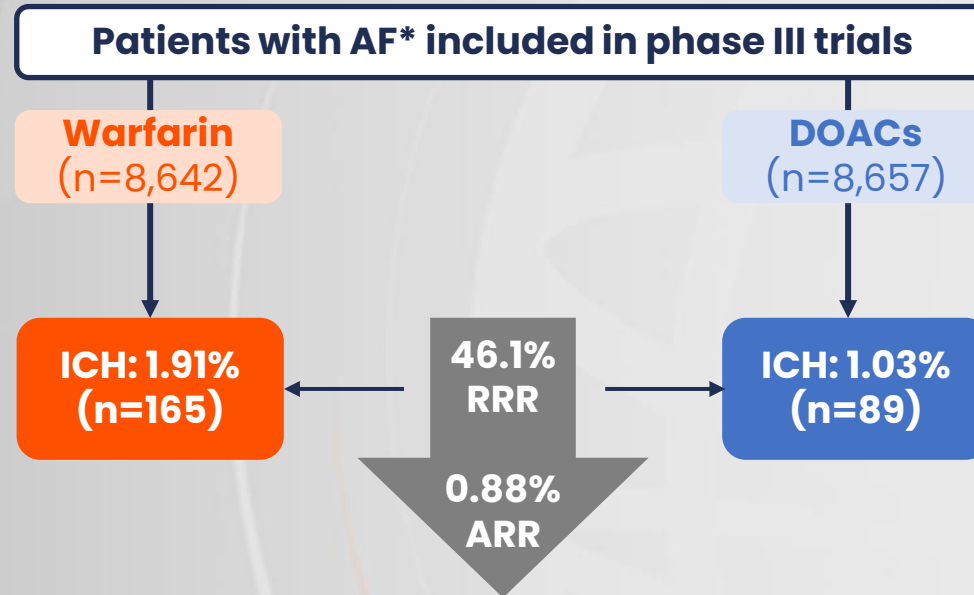 Patients with AF* included in phase III trials
Warfarin
(n=8,642)
DOACs
(n=8,657)
ICH: 1.91%
(n=165)
46.1%
RRR
0.88%
ARR
ICH: 1.03%
(n=89)